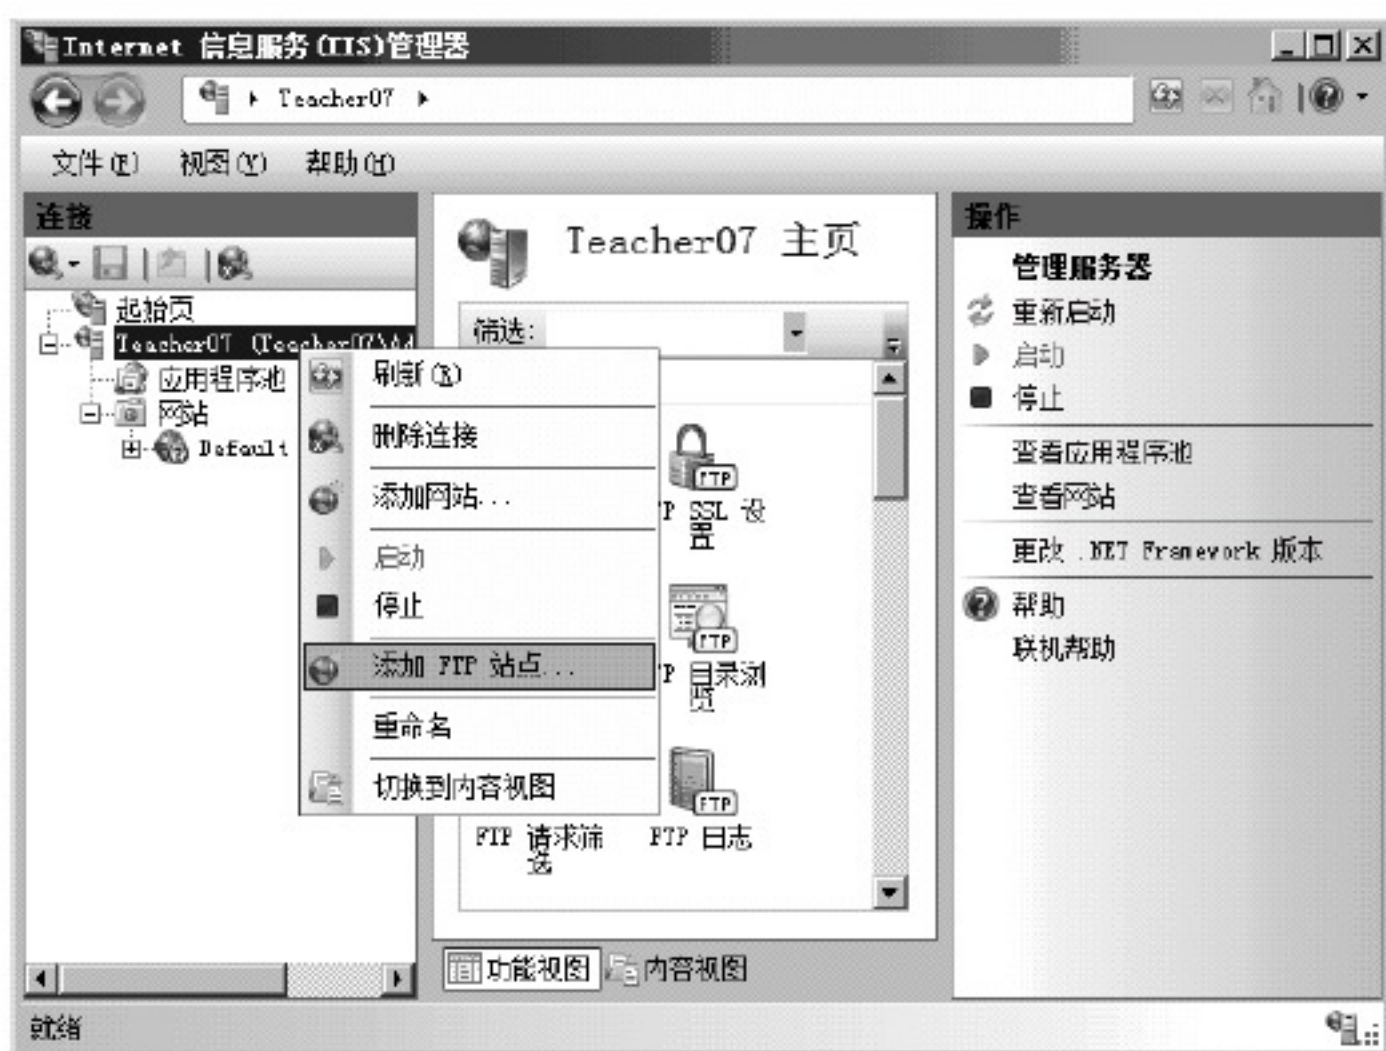 Internet 信息服务(IIS)管理器
Teacher07
文件(F) 视图(V) 帮助(H)
连接
起始页
Teacher07 (Teacher07\Ad
应用程序池
网站
Default
刷新(R)
删除连接
添加网站...
启动
停止
添加 FTP 站点...
重命名
切换到内容视图
Teacher07 主页
筛选:
FTP
P SSL 设
置
FTP
P 目录浏
览
FTP
FTP 请求筛
选
FTP 日志
功能视图 内容视图
操作
管理服务器
重新启动
启动
停止
查看应用程序池
查看网站
更改 .NET Framework 版本
帮助
联机帮助
就绪